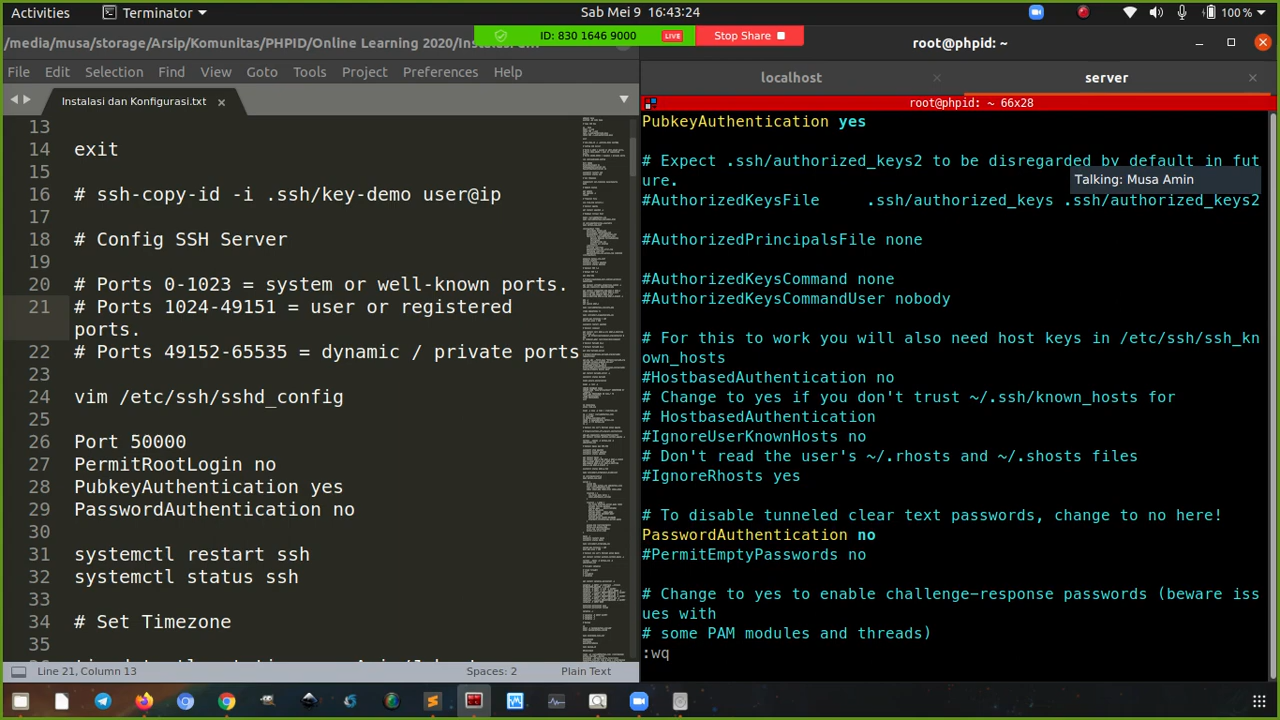 Activities
Terminator
Sab Mei 9 16:43:24
100 %
ID: 830 1646 9000
LIVE
Stop Share
/media/musa/storage/Arsip/Komunitas/PHPID/Online Learning 2020/
root@phpid: ~
File Edit Selection Find View Goto Tools Project Preferences Help
localhost
server
Instalasi dan Konfigurasi.txt
root@phpid: ~ 66x28
13
14 exit
15
16 # ssh-copy-id -i .ssh/key-demo user@ip
17
18 # Config SSH Server
19
20 # Ports 0-1023 = system or well-known ports.
21 # Ports 1024-49151 = user or registered
ports.
22 # Ports 49152-65535 = dynamic / private ports
23
24 vim /etc/ssh/sshd_config
25
26 Port 50000
27 PermitRootLogin no
28 PubkeyAuthentication yes
29 PasswordAuthentication no
30
31 systemctl restart ssh
32 systemctl status ssh
33
34 # Set Timezone
35
Line 21, Column 13
Spaces: 2
Plain Text
PubkeyAuthentication yes
# Expect .ssh/authorized_keys2 to be disregarded by default in fut
ure.
Talking: Musa Amin
#AuthorizedKeysFile .ssh/authorized_keys .ssh/authorized_keys2
#AuthorizedPrincipalsFile none
#AuthorizedKeysCommand none
#AuthorizedKeysCommandUser nobody
# For this to work you will also need host keys in /etc/ssh/ssh_kn
own_hosts
#HostbasedAuthentication no
# Change to yes if you don't trust ~/.ssh/known_hosts for
# HostbasedAuthentication
#IgnoreUserKnownHosts no
# Don't read the user's ~/.rhosts and ~/.shosts files
#IgnoreRhosts yes
# To disable tunneled clear text passwords, change to no here!
PasswordAuthentication no
#PermitEmptyPasswords no
# Change to yes to enable challenge-response passwords (beware iss
ues with
# some PAM modules and threads)
:wq